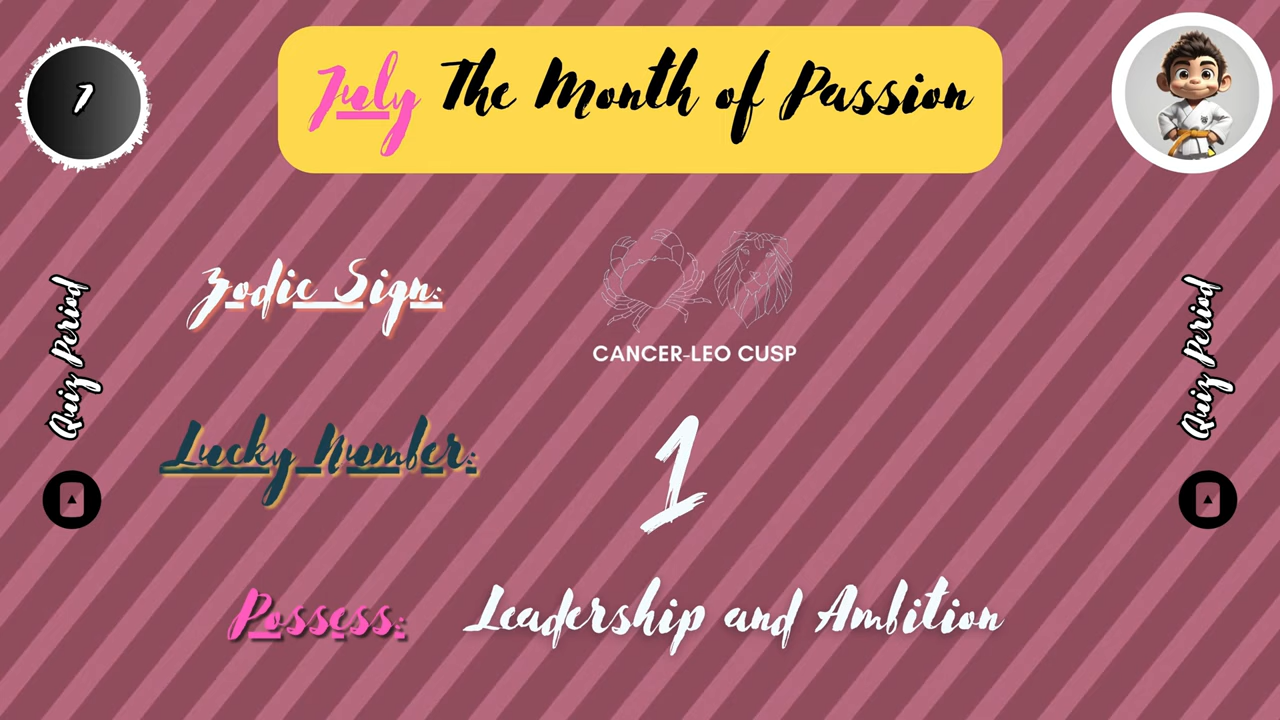 7
July The Month of Passion
Zodic Sign:
CANCER-LEO CUSP
Quiz Period
Quiz Period
Lucky Number:
1
Possess:
Leadership and Ambition